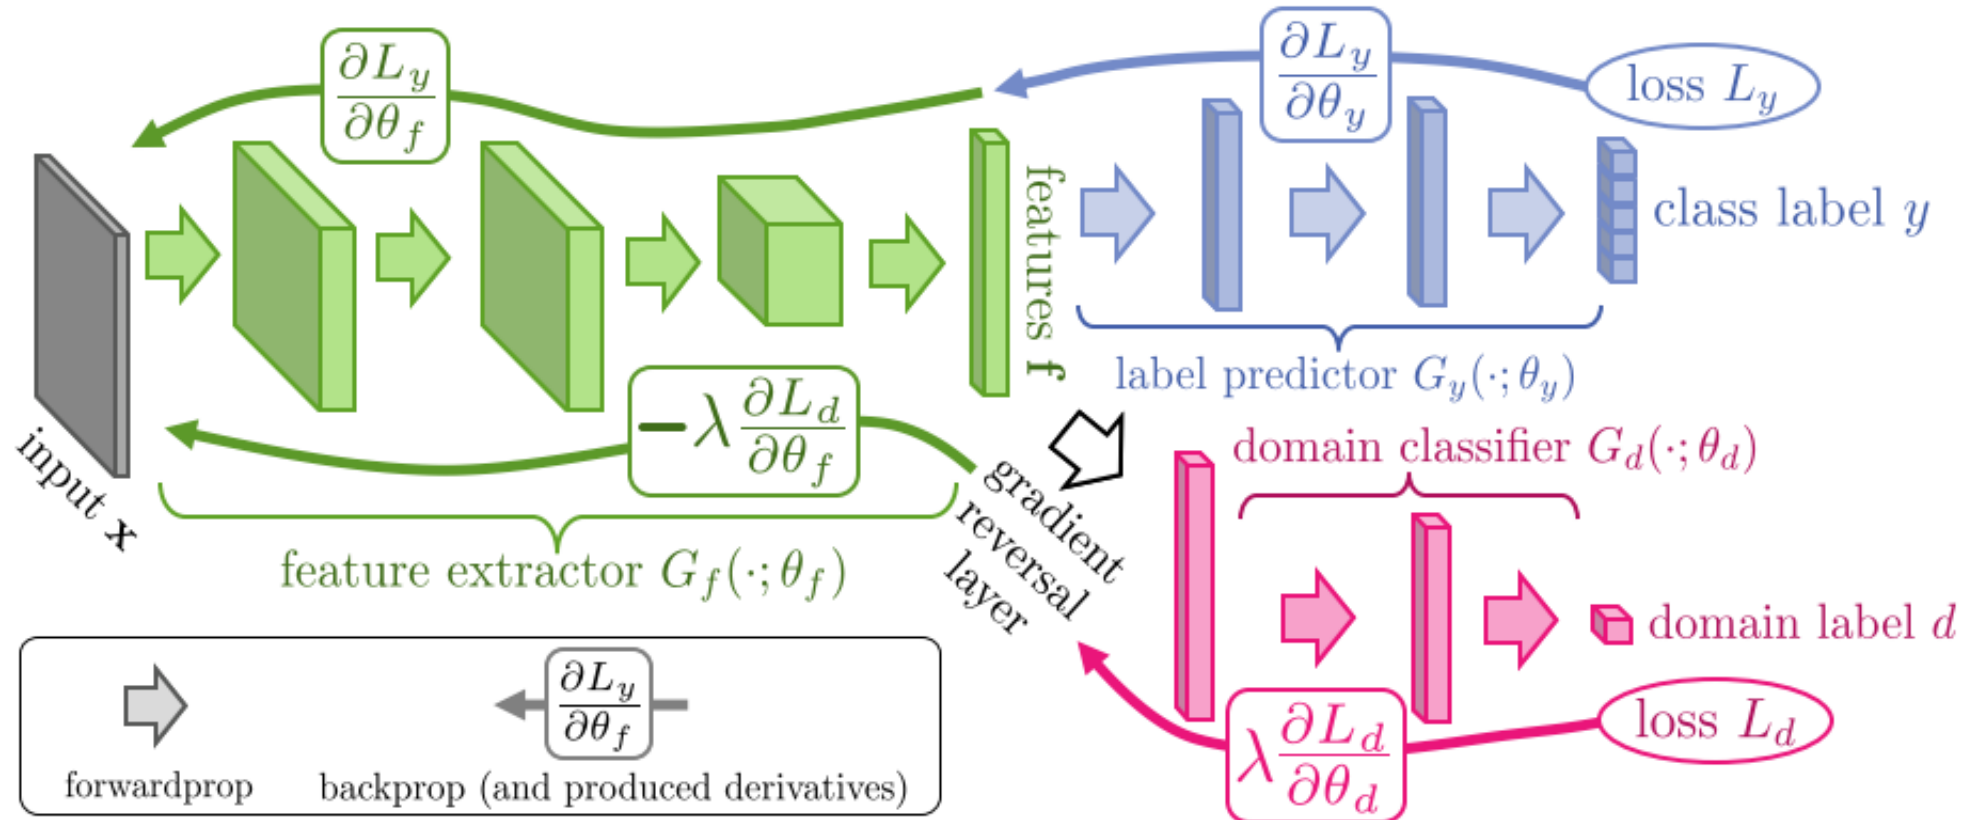 ∂L_y/∂θ_f
∂L_y/∂θ_y
loss L_y
features f
class label y
label predictor G_y(·; θ_y)
−λ ∂L_d/∂θ_f
input x
feature extractor G_f(·; θ_f)
gradient
reversal
layer
domain classifier G_d(·; θ_d)
domain label d
loss L_d
λ ∂L_d/∂θ_d
∂L_y/∂θ_f
forwardprop
backprop (and produced derivatives)